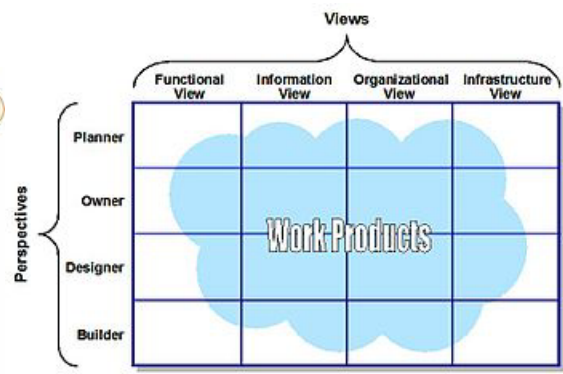 Views
Functional Information Organizational Infrastructure
View View View View
Perspectives
Planner
Owner
Work Products
Designer
Builder